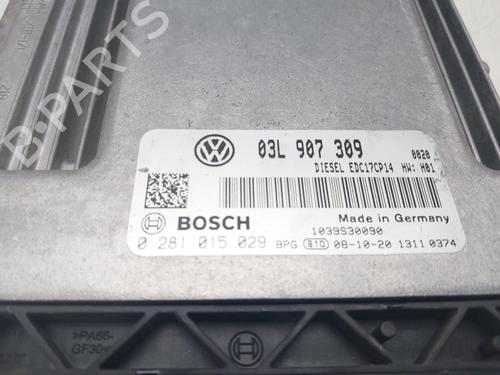 B-PARTS
03L 907 309
0020
DIESEL EDC17CP14 HW: H01
BOSCH
Made in Germany
1039S30090
0 281 015 029 BPG 810 08-10-20 1311 0374
>PA66-
GF30<